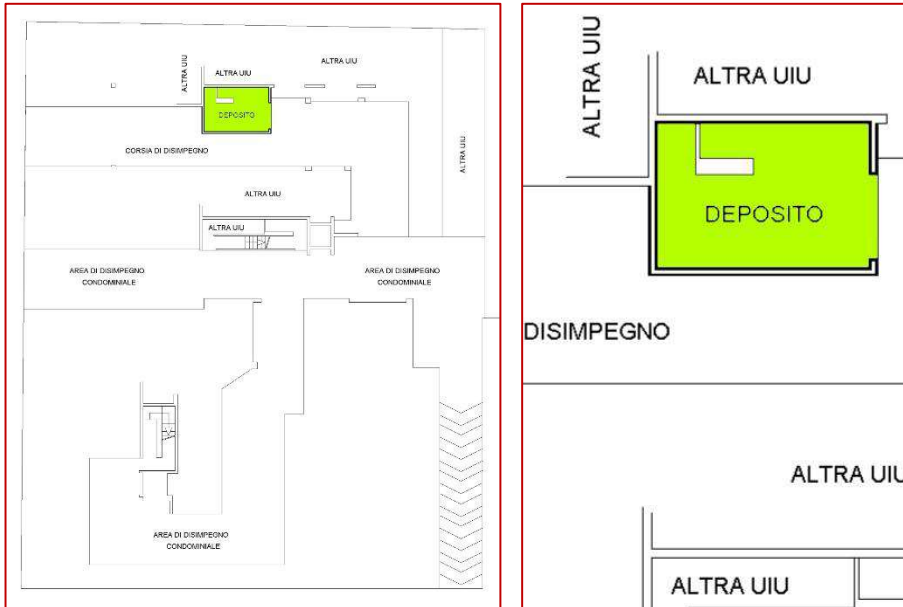 ALTRA UIU
ALTRA UIU
ALTRA UIU
DEPOSITO
CORSIA DI DISIMPEGNO
ALTRA UIU
ALTRA UIU
ALTRA UIU
AREA DI DISIMPEGNO
CONDOMINIALE
AREA DI DISIMPEGNO
CONDOMINIALE
AREA DI DISIMPEGNO
CONDOMINIALE
ALTRA UIU
ALTRA UIU
DEPOSITO
DISIMPEGNO
ALTRA UIU
ALTRA UIU